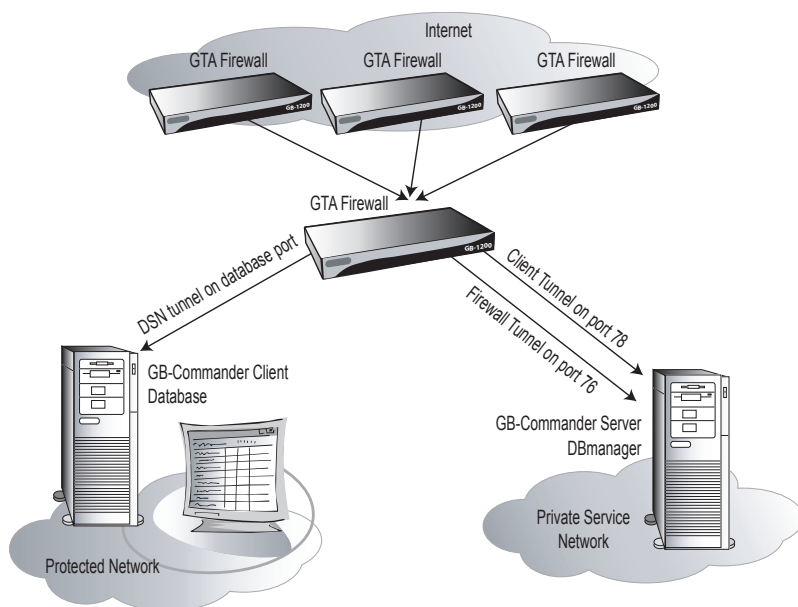 Internet
GTA Firewall
GTA Firewall
GTA Firewall
GB-1200
GB-1200
GB-1200
GTA Firewall
GB-1200
DSN tunnel on database port
Client Tunnel on port 78
Firewall Tunnel on port 76
GB-Commander Client
Database
GB-Commander Server
DBmanager
Protected Network
Private Service
Network